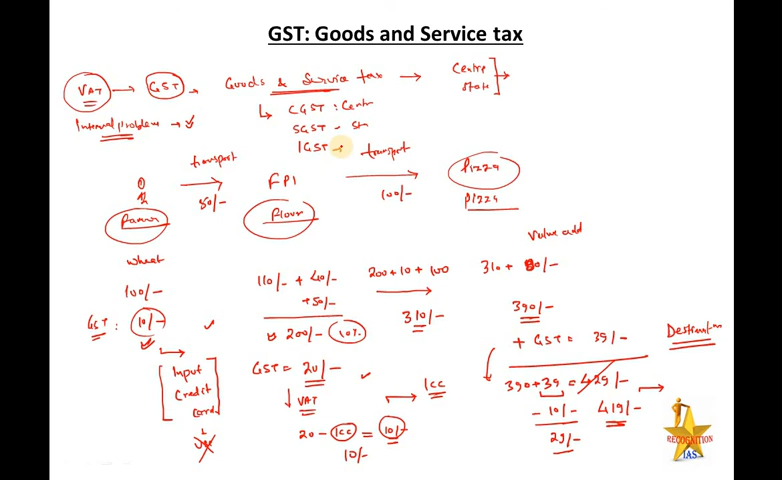 GST: Goods and Service tax
VAT → GST → Goods & Service tax → Centre
State
Internal problem →
CGST : Centr
SGST - St
IGST →
transport
transport
50/-
FPI
100/-
Pizza
Farmer
Flour
Pizza
Value add
wheat
100/-
110/- + 40/-
+50/-
200+10+100
310 + 80/-
GST : 10/-
200/- 10%
310/-
390/-
+ GST = 39/-
Input
Credit
Card
GST = 20/-
VAT
ICC
390+39 = 429/-
- 10/-
419/-
29/-
20 - ICC = 10/-
10/-
RECOGNITION
IAS